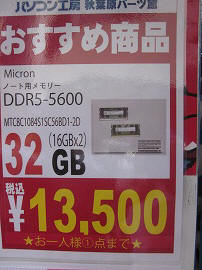 パソコン工房 秋葉原パーツ館
おすすめ商品
Micron
ノート用メモリー
DDR5-5600
MTC8C1084S1SC56BD1-2D
32GB
(16GBx2)
税込
¥13,500
★お一人様①点まで★